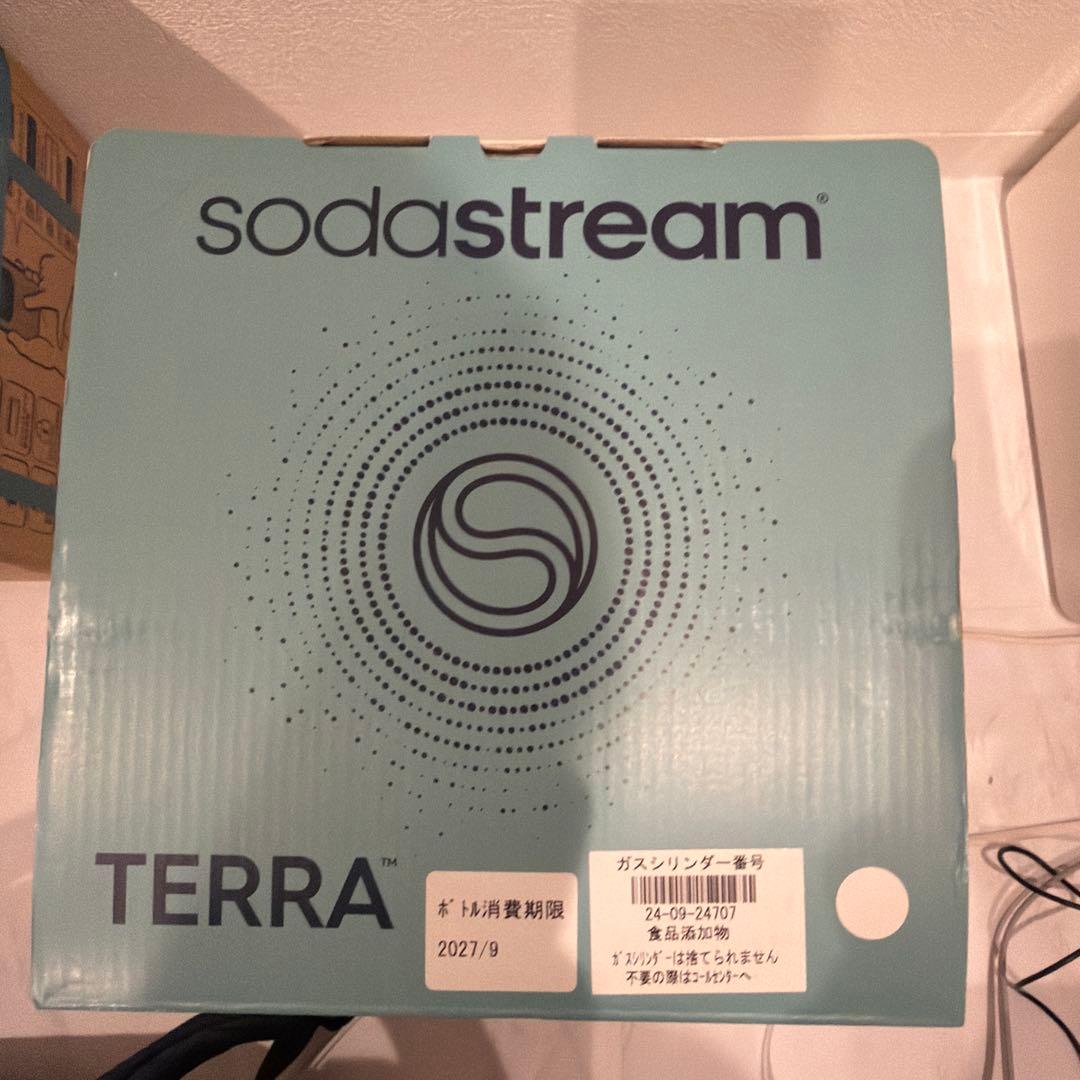 sodastream®
TERRA™
ﾎﾞﾄﾙ消費期限
2027/9
ガスシリンダー番号
24-09-24707
食品添加物
ｶﾞｽｼﾘﾝﾀﾞｰは捨てられません
不要の際はｺｰﾙｾﾝﾀｰへ